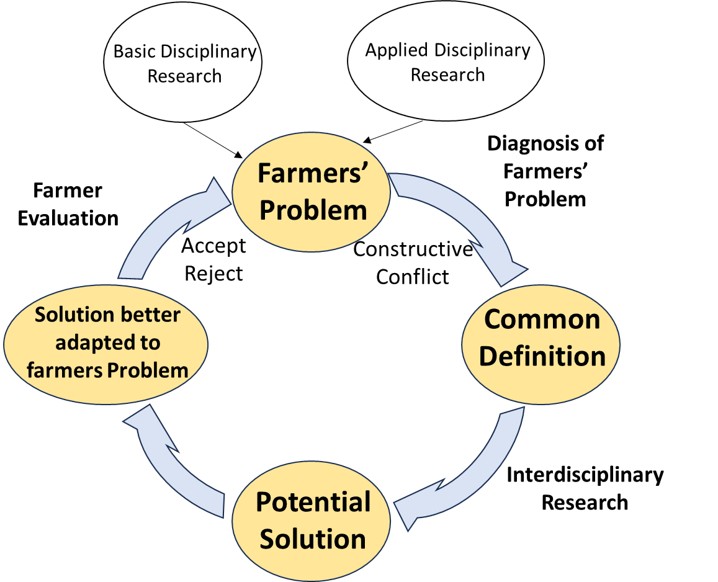 Basic Disciplinary
Research
Applied Disciplinary
Research
Farmers’
Problem
Diagnosis of
Farmers’
Problem
Constructive
Conflict
Common
Definition
Interdisciplinary
Research
Potential
Solution
Solution better
adapted to
farmers Problem
Farmer
Evaluation
Accept
Reject